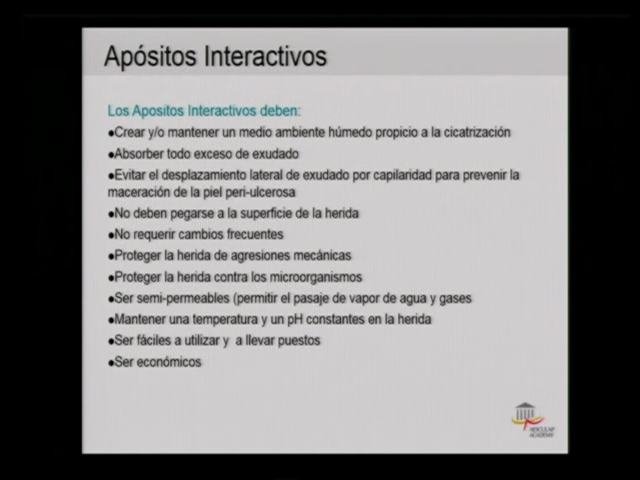 Apósitos Interactivos
Los Apositos Interactivos deben:
●Crear y/o mantener un medio ambiente húmedo propicio a la cicatrización
●Absorber todo exceso de exudado
●Evitar el desplazamiento lateral de exudado por capilaridad para prevenir la
maceración de la piel peri-ulcerosa
●No deben pegarse a la superficie de la herida
●No requerir cambios frecuentes
●Proteger la herida de agresiones mecánicas
●Proteger la herida contra los microorganismos
●Ser semi-permeables (permitir el pasaje de vapor de agua y gases
●Mantener una temperatura y un pH constantes en la herida
●Ser fáciles a utilizar y  a llevar puestos
●Ser económicos
AESCULAP
ACADEMY